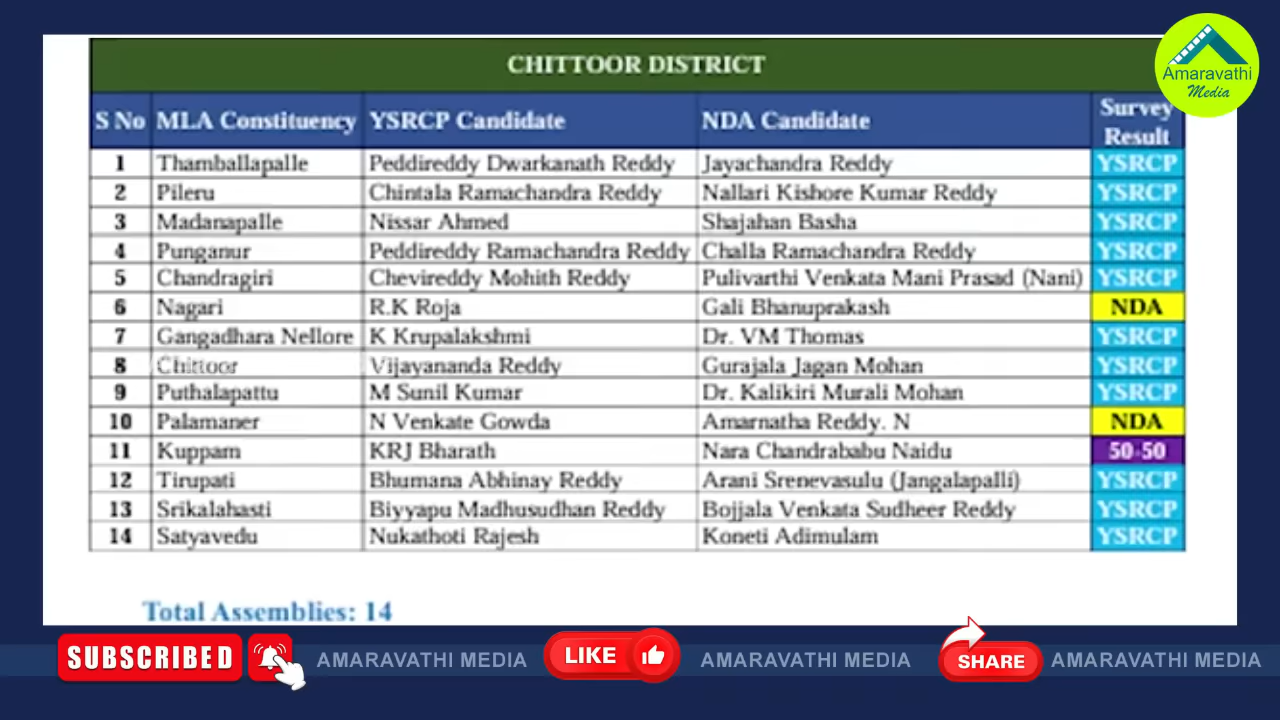 CHITTOOR DISTRICT
Amaravathi
Media
S No MLA Constituency YSRCP Candidate NDA Candidate Survey Result
1 Thamballapalle Peddireddy Dwarkanath Reddy Jayachandra Reddy YSRCP
2 Pileru Chintala Ramachandra Reddy Nallari Kishore Kumar Reddy YSRCP
3 Madanapalle Nissar Ahmed Shajahan Basha YSRCP
4 Punganur Peddireddy Ramachandra Reddy Challa Ramachandra Reddy YSRCP
5 Chandragiri Chevireddy Mohith Reddy Pulivarthi Venkata Mani Prasad (Nani) YSRCP
6 Nagari R.K Roja Gali Bhanuprakash NDA
7 Gangadhara Nellore K Krupalakshmi Dr. VM Thomas YSRCP
8 Chittoor Vijayananda Reddy Gurajala Jagan Mohan YSRCP
9 Puthalapattu M Sunil Kumar Dr. Kalikiri Murali Mohan YSRCP
10 Palamaner N Venkate Gowda Amarnatha Reddy. N NDA
11 Kuppam KRJ Bharath Nara Chandrababu Naidu 50-50
12 Tirupati Bhumana Abhinay Reddy Arani Srenevasulu (Jangalapalli) YSRCP
13 Srikalahasti Biyyapu Madhusudhan Reddy Bojjala Venkata Sudheer Reddy YSRCP
14 Satyavedu Nukathoti Rajesh Koneti Adimulam YSRCP
Total Assemblies: 14
SUBSCRIBED AMARAVATHI MEDIA LIKE AMARAVATHI MEDIA SHARE AMARAVATHI MEDIA